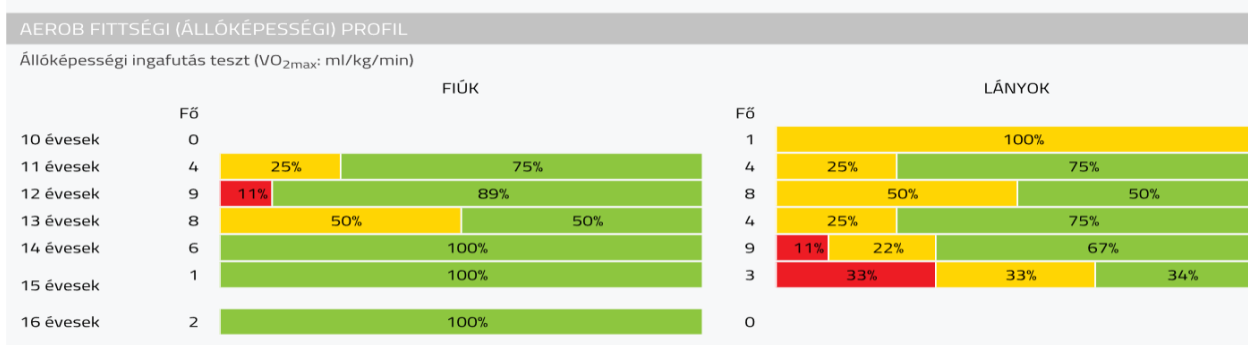 AEROB FITTSÉGI (ÁLLÓKÉPESSÉGI) PROFIL
Állóképességi ingafutás teszt (VO2max: ml/kg/min)
FIÚK LÁNYOK
Fő Fő
10 évesek 0 1 100%
11 évesek 4 25% 75% 4 25% 75%
12 évesek 9 11% 89% 8 50% 50%
13 évesek 8 50% 50% 4 25% 75%
14 évesek 6 100% 9 11% 22% 67%
15 évesek 1 100% 3 33% 33% 34%
16 évesek 2 100% 0